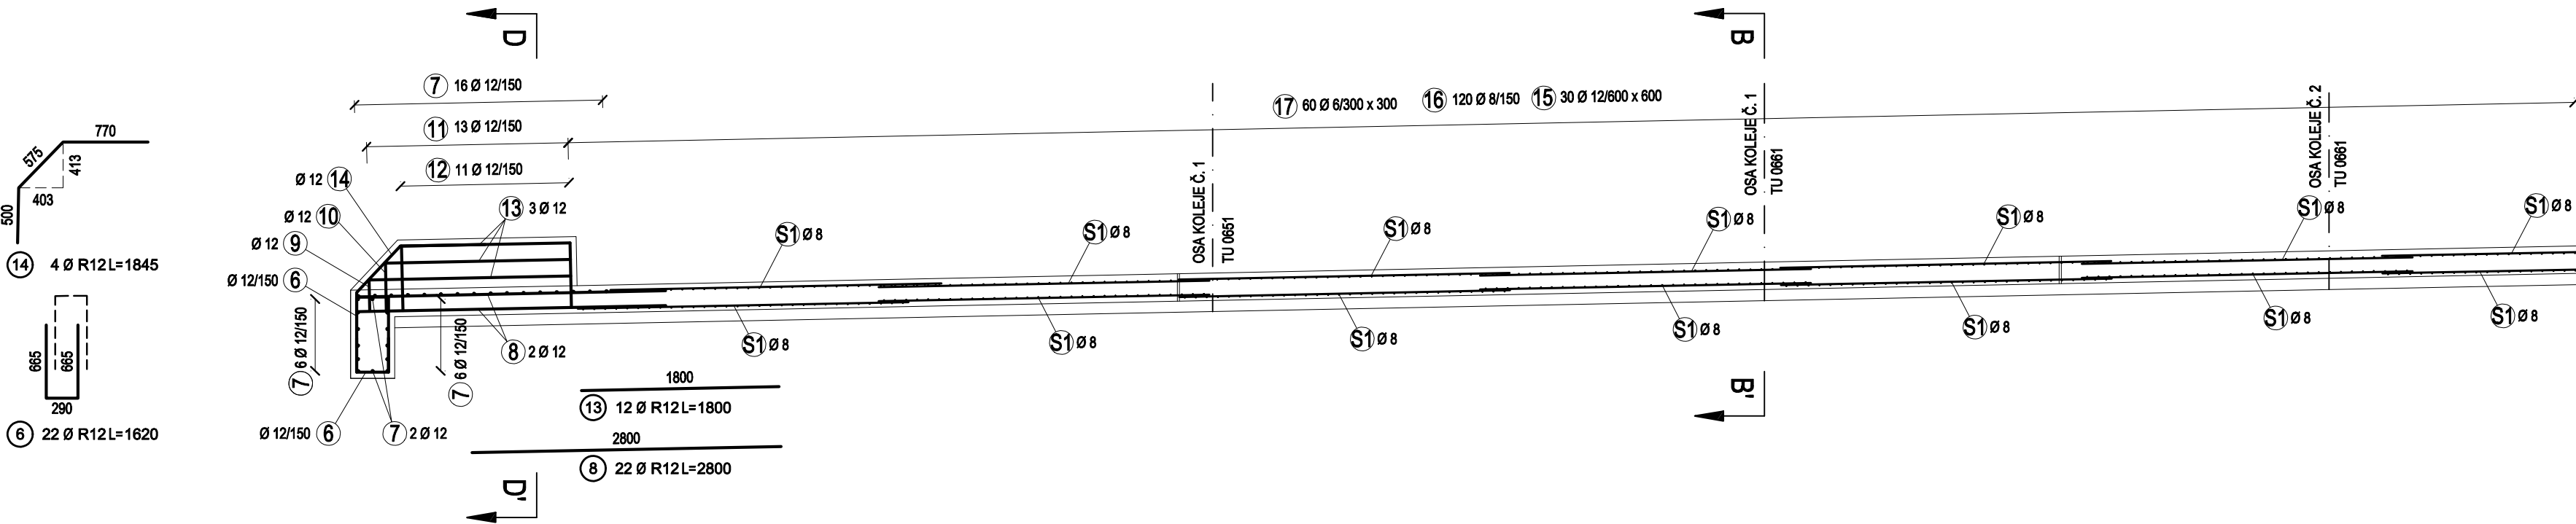 D
B
7 16 Ø 12/150
17 60 Ø 6/300 x 300 16 120 Ø 8/150 15 30 Ø 12/600 x 600
11 13 Ø 12/150
12 11 Ø 12/150
770
575
413
403
500
14 4 Ø R12 L=1845
Ø 12 14
13 3 Ø 12
Ø 12 10
Ø 12 9
Ø 12/150 6
OSA KOLEJE Č. 1
TU 0651
OSA KOLEJE Č. 1
TU 0661
OSA KOLEJE Č. 2
TU 0661
S1 Ø 8
S1 Ø 8
S1 Ø 8
S1 Ø 8
S1 Ø 8
S1 Ø 8
S1 Ø 8
7 6 Ø 12/150
7 6 Ø 12/150
8 2 Ø 12
S1 Ø 8
S1 Ø 8
S1 Ø 8
S1 Ø 8
S1 Ø 8
S1 Ø 8
S1 Ø 8
665
665
290
6 22 Ø R12 L=1620
Ø 12/150 6
7 2 Ø 12
1800
13 12 Ø R12 L=1800
2800
8 22 Ø R12 L=2800
D'
B'